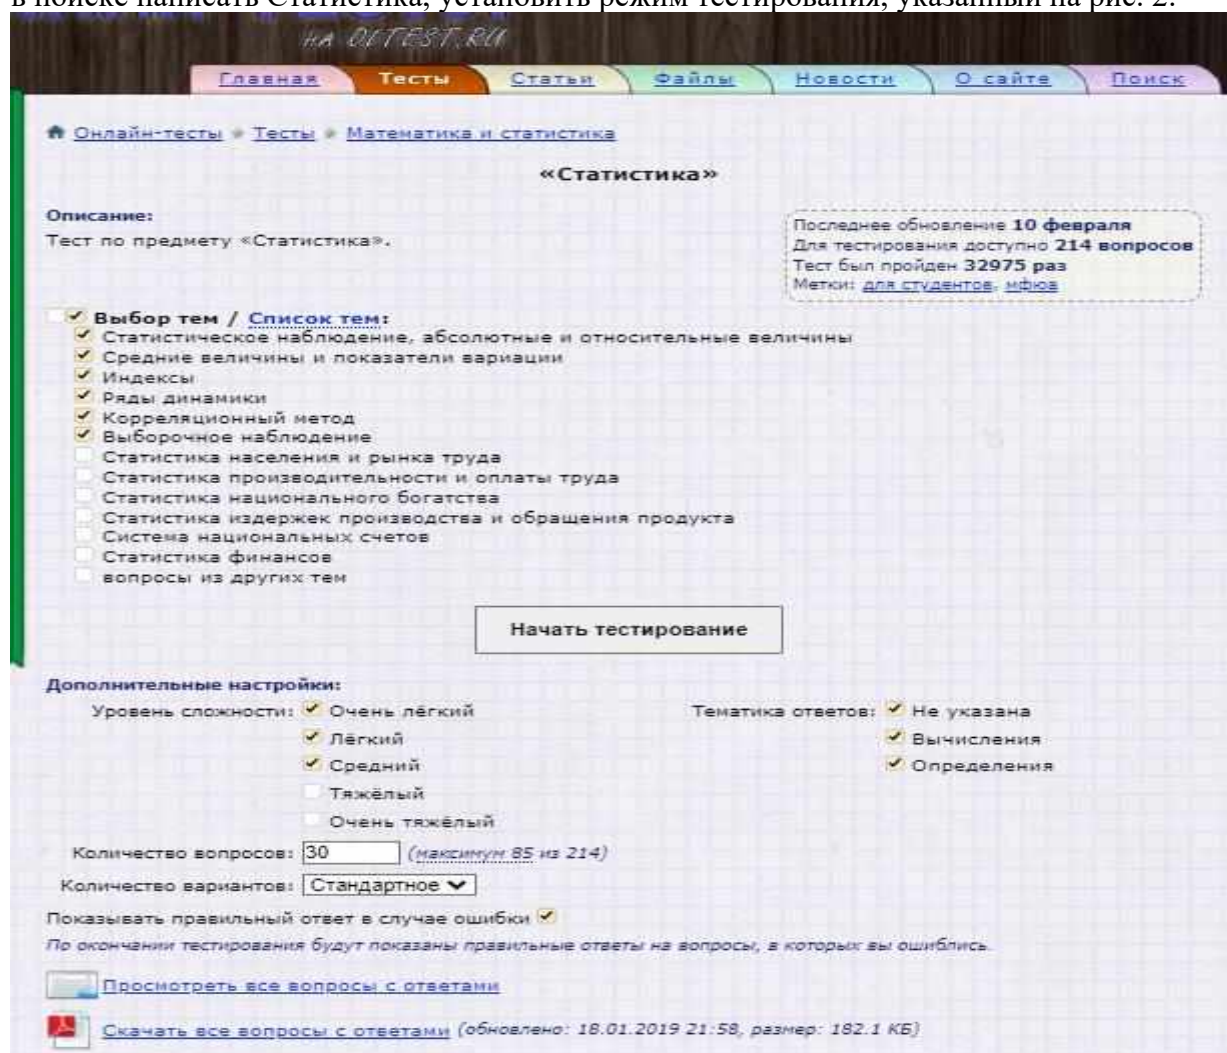 в поиске написать Статистика, установить режим тестирования, указанный на рис. 2.
НА OLTEST.RU
Главная Тесты Статьи Файлы Новости О сайте Поиск
Онлайн-тесты Тесты Математика и статистика
«Статистика»
Описание:
Тест по предмету «Статистика».
Последнее обновление 10 февраля
Для тестирования доступно 214 вопросов
Тест был пройден 32975 раз
Метки: для студентов, мфюа
Выбор тем / Список тем:
Статистическое наблюдение, абсолютные и относительные величины
Средние величины и показатели вариации
Индексы
Ряды динамики
Корреляционный метод
Выборочное наблюдение
Статистика населения и рынка труда
Статистика производительности и оплаты труда
Статистика национального богатства
Статистика издержек производства и обращения продукта
Система национальных счетов
Статистика финансов
вопросы из других тем
Начать тестирование
Дополнительные настройки:
Уровень сложности: Очень лёгкий Тематика ответов: Не указана
Лёгкий Вычисления
Средний Определения
Тяжёлый
Очень тяжёлый
Количество вопросов: 30 (максимум 85 из 214)
Количество вариантов: Стандартное
Показывать правильный ответ в случае ошибки
По окончании тестирования будут показаны правильные ответы на вопросы, в которых вы ошиблись.
Просмотреть все вопросы с ответами
Скачать все вопросы с ответами (обновлено: 18.01.2019 21:58, размер: 182.1 КБ)